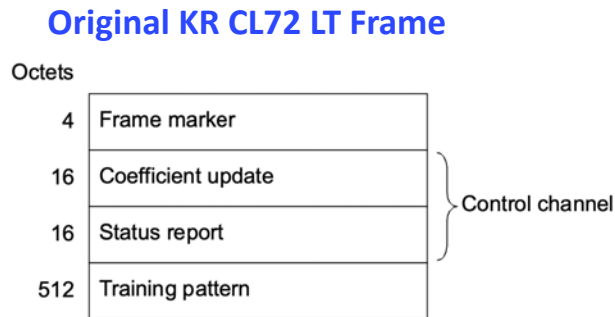 Original KR CL72 LT Frame
Octets
4 Frame marker
16 Coefficient update
Control channel
16 Status report
512 Training pattern